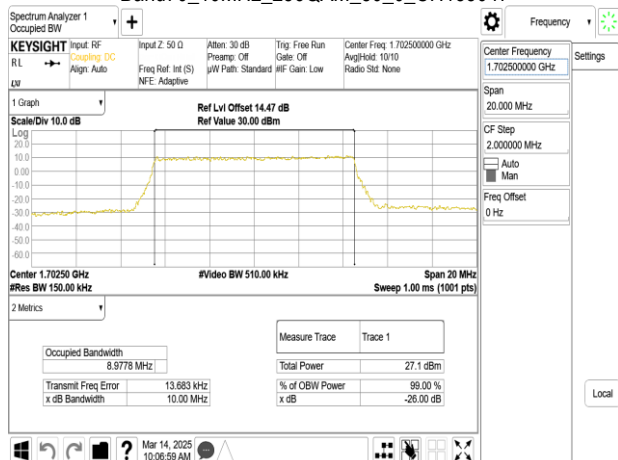 Spectrum Analyzer 1
Occupied BW
Frequency
KEYSIGHT
Input: RF
Coupling: DC
Align: Auto
RL
LXI
Input Z: 50 Ω
Freq Ref: Int (S)
NFE: Adaptive
Atten: 30 dB
Preamp: Off
µW Path: Standard
Trig: Free Run
Gate: Off
#IF Gain: Low
Center Freq: 1.702500000 GHz
Avg|Hold: 10/10
Radio Std: None
Center Frequency
1.702500000 GHz
Settings
Span
20.000 MHz
CF Step
2.000000 MHz
Auto
Man
Freq Offset
0 Hz
Local
1 Graph
Scale/Div 10.0 dB
Ref Lvl Offset 14.47 dB
Ref Value 30.00 dBm
Log
20.0
10.0
0.00
-10.0
-20.0
-30.0
-40.0
-50.0
-60.0
Center 1.70250 GHz
#Video BW 510.00 kHz
Span 20 MHz
#Res BW 150.00 kHz
Sweep 1.00 ms (1001 pts)
2 Metrics
Measure Trace
Trace 1
Occupied Bandwidth
8.9778 MHz
Total Power
27.1 dBm
Transmit Freq Error
13.683 kHz
% of OBW Power
99.00 %
x dB Bandwidth
10.00 MHz
x dB
-26.00 dB
?
Mar 14, 2025
10:06:59 AM